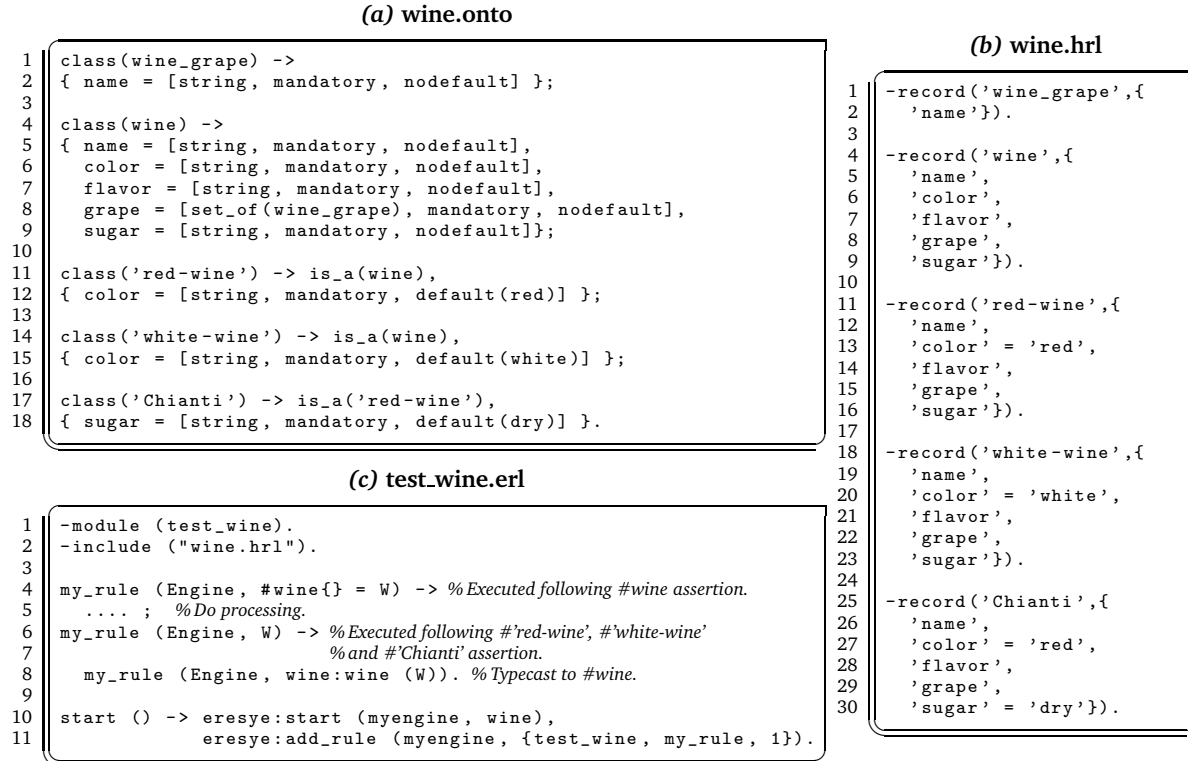 (a) wine.onto
1 class(wine_grape) ->
2 { name = [string, mandatory, nodefault] };
3
4 class(wine) ->
5 { name = [string, mandatory, nodefault],
6 color = [string, mandatory, nodefault],
7 flavor = [string, mandatory, nodefault],
8 grape = [set_of(wine_grape), mandatory, nodefault],
9 sugar = [string, mandatory, nodefault]};
10
11 class('red-wine') -> is_a(wine),
12 { color = [string, mandatory, default(red)] };
13
14 class('white-wine') -> is_a(wine),
15 { color = [string, mandatory, default(white)] };
16
17 class('Chianti') -> is_a('red-wine'),
18 { sugar = [string, mandatory, default(dry)] }.
(c) test_wine.erl
1 -module (test_wine).
2 -include ("wine.hrl").
3
4 my_rule (Engine, #wine{} = W) -> %Executed following #wine assertion.
5 .... ; %Do processing.
6 my_rule (Engine, W) -> %Executed following #'red-wine', #'white-wine'
7 %and #'Chianti' assertion.
8 my_rule (Engine, wine:wine (W)). %Typecast to #wine.
9
10 start () -> eresye:start (myengine, wine),
11 eresye:add_rule (myengine, {test_wine, my_rule, 1}).
(b) wine.hrl
1 -record('wine_grape',{
2 'name'}).
3
4 -record('wine',{
5 'name',
6 'color',
7 'flavor',
8 'grape',
9 'sugar'}).
10
11 -record('red-wine',{
12 'name',
13 'color' = 'red',
14 'flavor',
15 'grape',
16 'sugar'}).
17
18 -record('white-wine',{
19 'name',
20 'color' = 'white',
21 'flavor',
22 'grape',
23 'sugar'}).
24
25 -record('Chianti',{
26 'name',
27 'color' = 'red',
28 'flavor',
29 'grape',
30 'sugar' = 'dry'}).